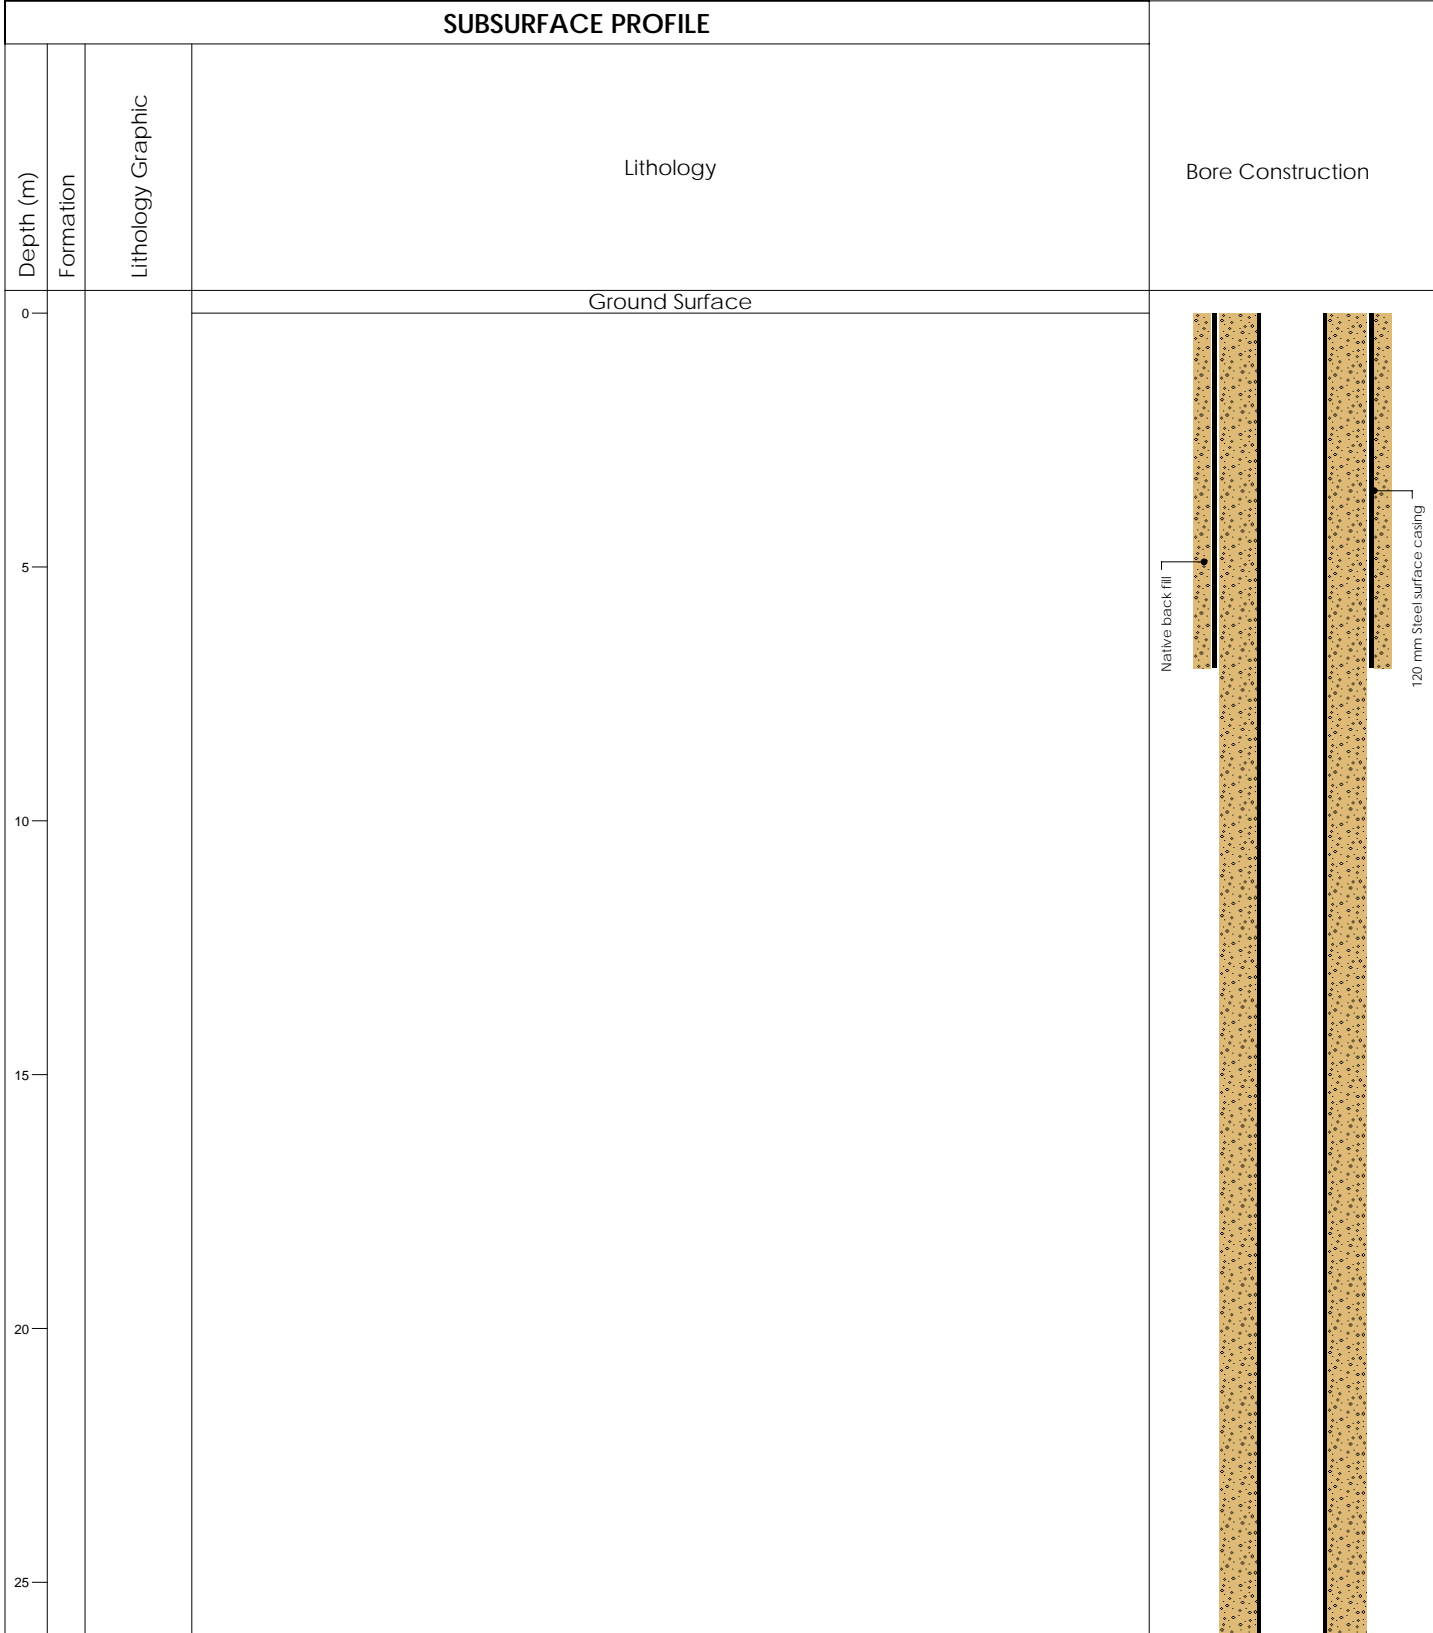 SUBSURFACE PROFILE
Depth (m)
Formation
Lithology Graphic
Lithology
Bore Construction
Ground Surface
0
5
10
15
20
25
Native back fill
120 mm Steel surface casing